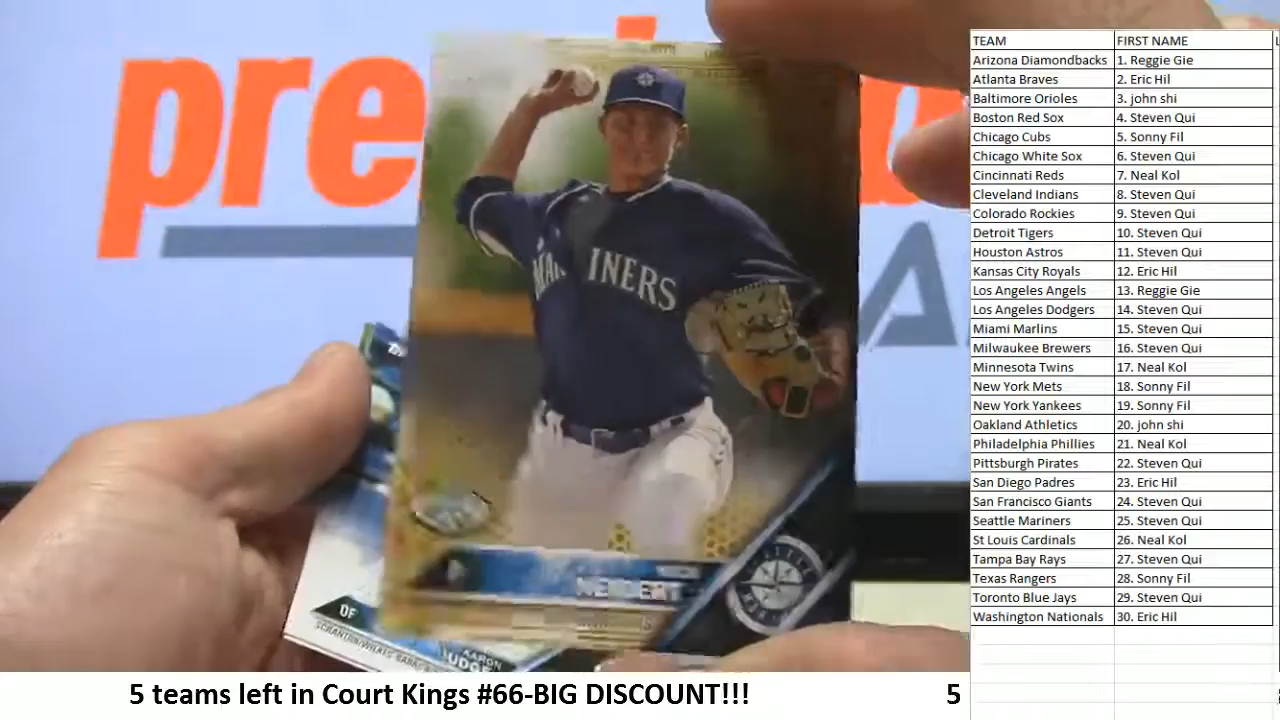 pre
MARINERS
OF
SCRANTON/WILKES-BARRE
AARON
JUDGE
TEAM FIRST NAME
Arizona Diamondbacks 1. Reggie Gie
Atlanta Braves 2. Eric Hil
Baltimore Orioles 3. john shi
Boston Red Sox 4. Steven Qui
Chicago Cubs 5. Sonny Fil
Chicago White Sox 6. Steven Qui
Cincinnati Reds 7. Neal Kol
Cleveland Indians 8. Steven Qui
Colorado Rockies 9. Steven Qui
Detroit Tigers 10. Steven Qui
Houston Astros 11. Steven Qui
Kansas City Royals 12. Eric Hil
Los Angeles Angels 13. Reggie Gie
Los Angeles Dodgers 14. Steven Qui
Miami Marlins 15. Steven Qui
Milwaukee Brewers 16. Steven Qui
Minnesota Twins 17. Neal Kol
New York Mets 18. Sonny Fil
New York Yankees 19. Sonny Fil
Oakland Athletics 20. john shi
Philadelphia Phillies 21. Neal Kol
Pittsburgh Pirates 22. Steven Qui
San Diego Padres 23. Eric Hil
San Francisco Giants 24. Steven Qui
Seattle Mariners 25. Steven Qui
St Louis Cardinals 26. Neal Kol
Tampa Bay Rays 27. Steven Qui
Texas Rangers 28. Sonny Fil
Toronto Blue Jays 29. Steven Qui
Washington Nationals 30. Eric Hil
5 teams left in Court Kings #66-BIG DISCOUNT!!! 5